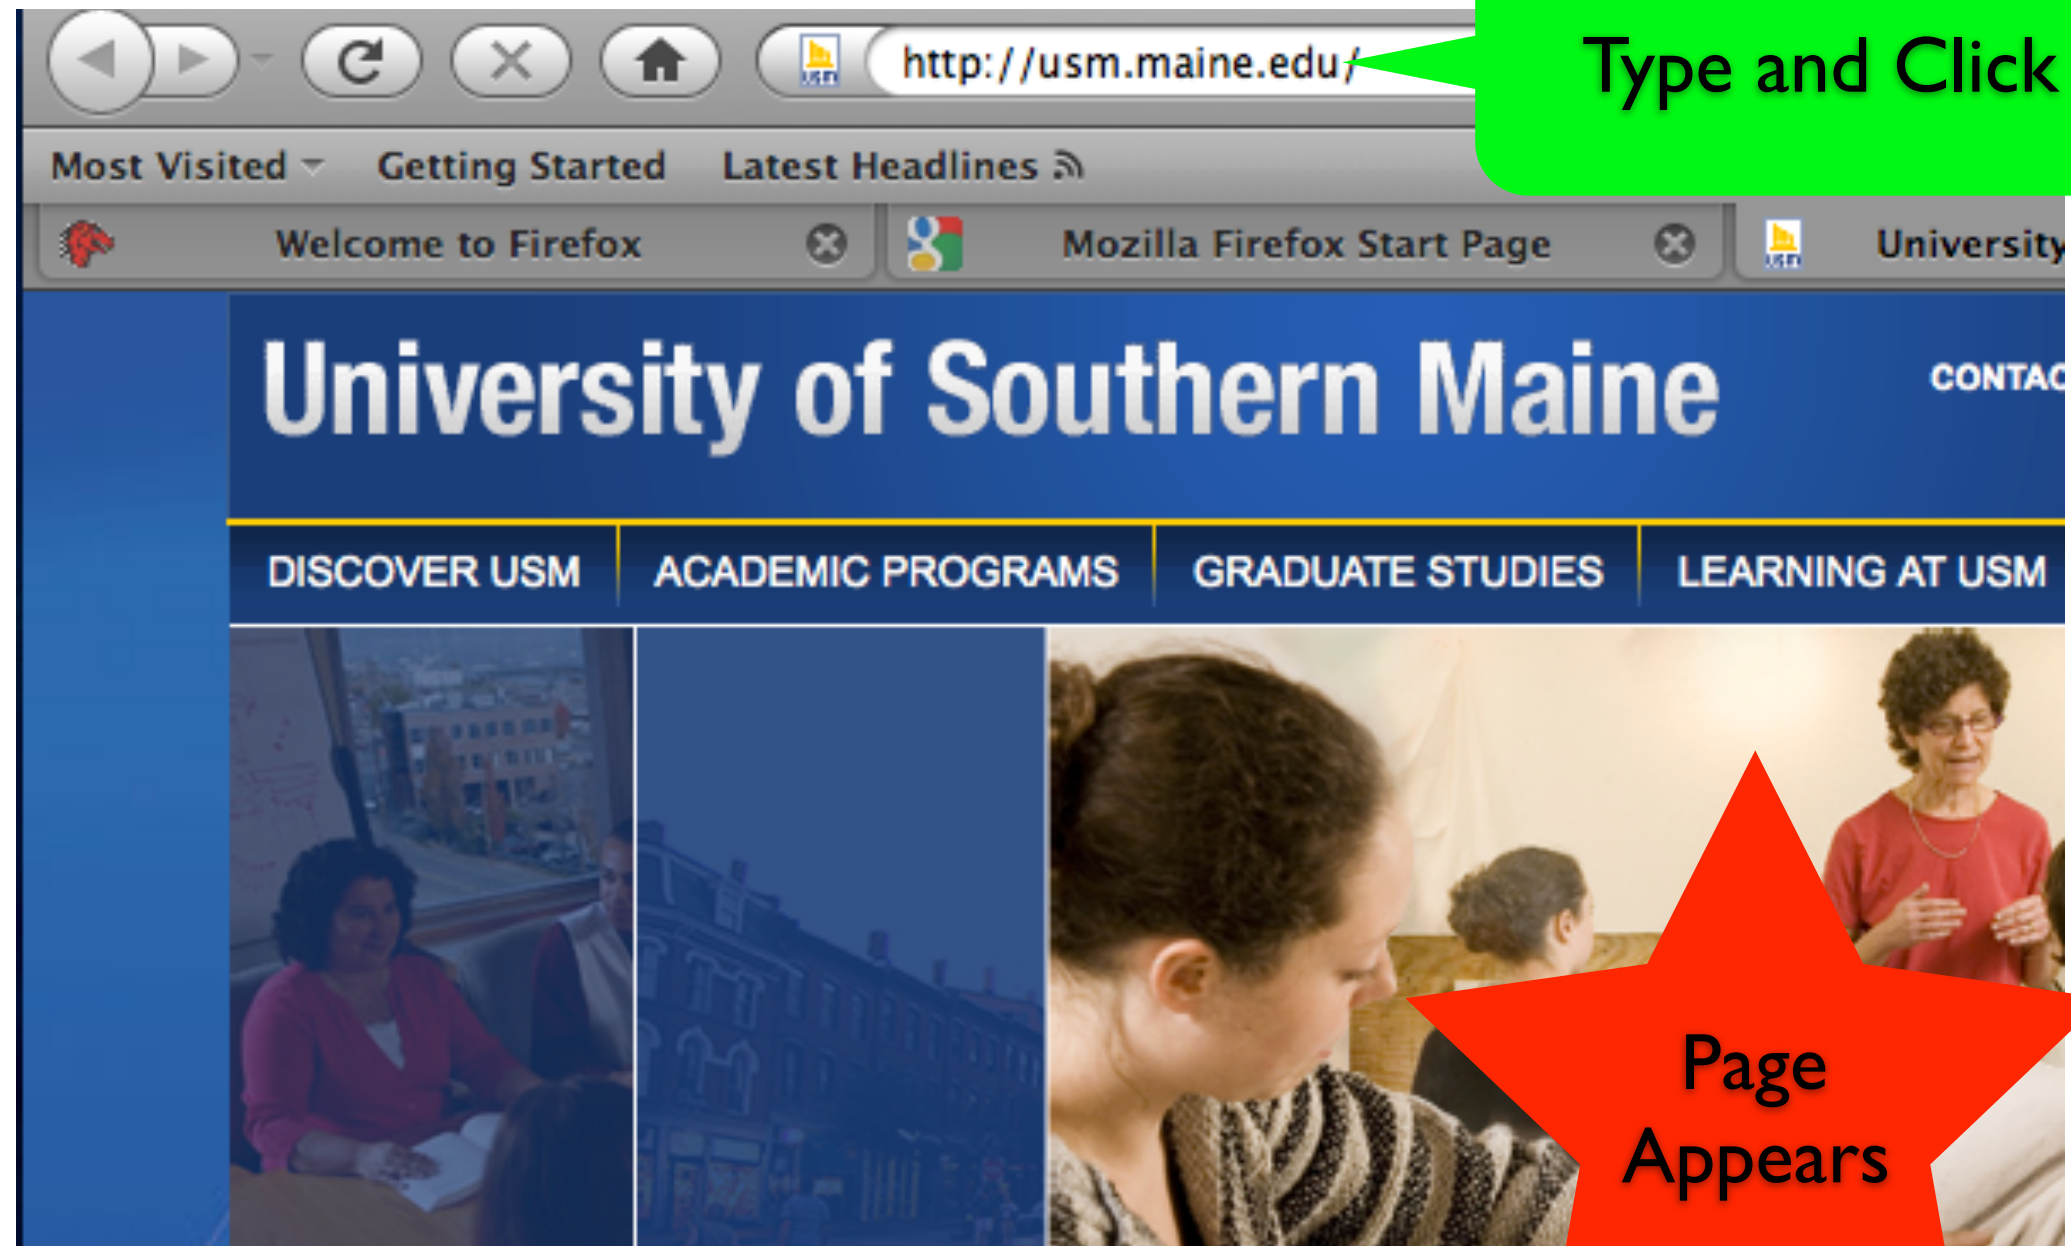 http://usm.maine.edu/
Type and Click
Most Visited Getting Started Latest Headlines
Welcome to Firefox Mozilla Firefox Start Page University
University of Southern Maine
CONTAC
DISCOVER USM ACADEMIC PROGRAMS GRADUATE STUDIES LEARNING AT USM
Page
Appears